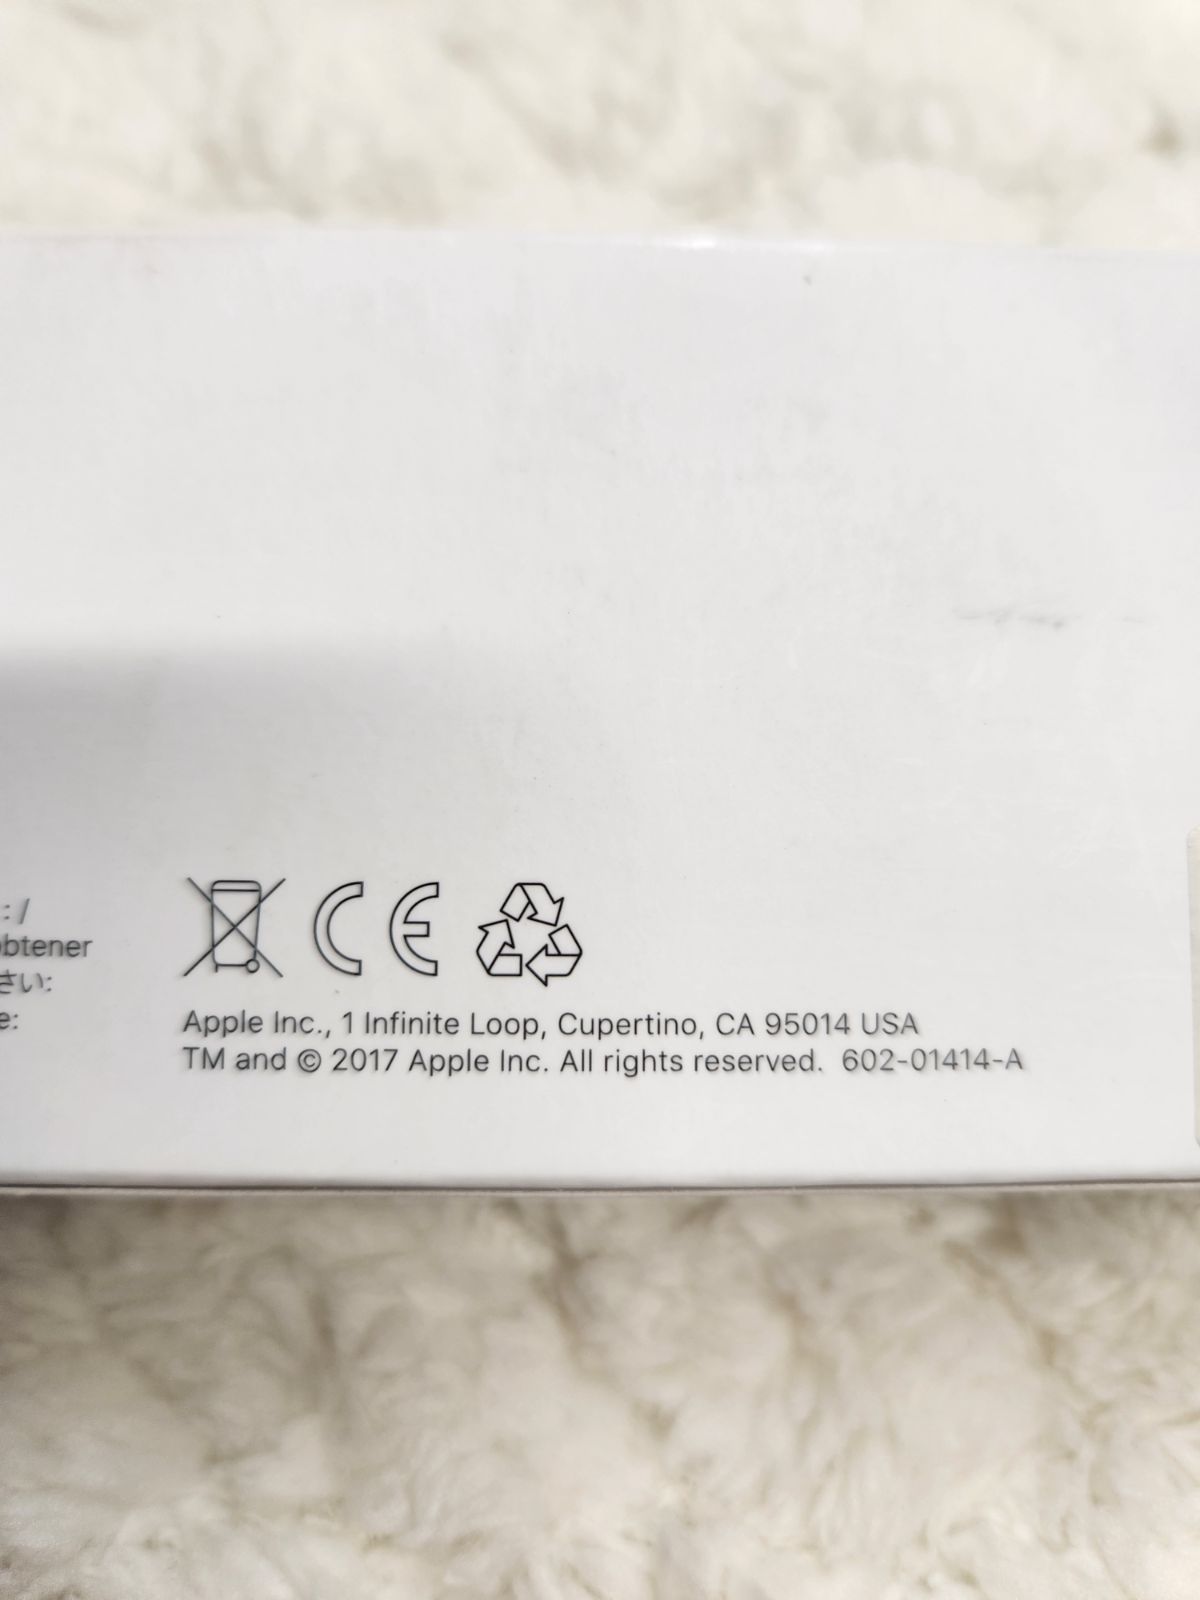 : /
obtener
さい:
e:
CE
Apple Inc., 1 Infinite Loop, Cupertino, CA 95014 USA
TM and © 2017 Apple Inc. All rights reserved. 602-01414-A